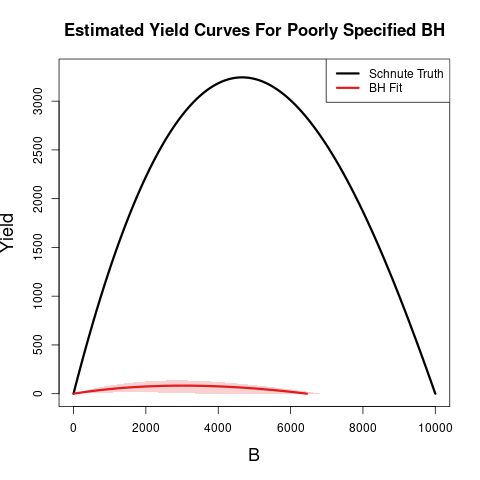 Estimated Yield Curves For Poorly Specified BH
Schnute Truth
BH Fit
Yield
3000
2500
2000
1500
1000
500
0
0 2000 4000 6000 8000 10000
B